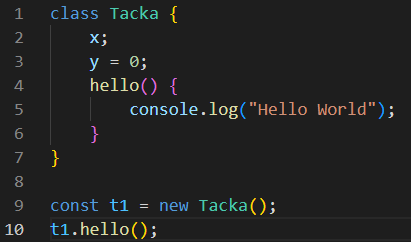 1 class Tacka {
2     x;
3     y = 0;
4     hello() {
5         console.log("Hello World");
6     }
7 }
8
9 const t1 = new Tacka();
10 t1.hello();